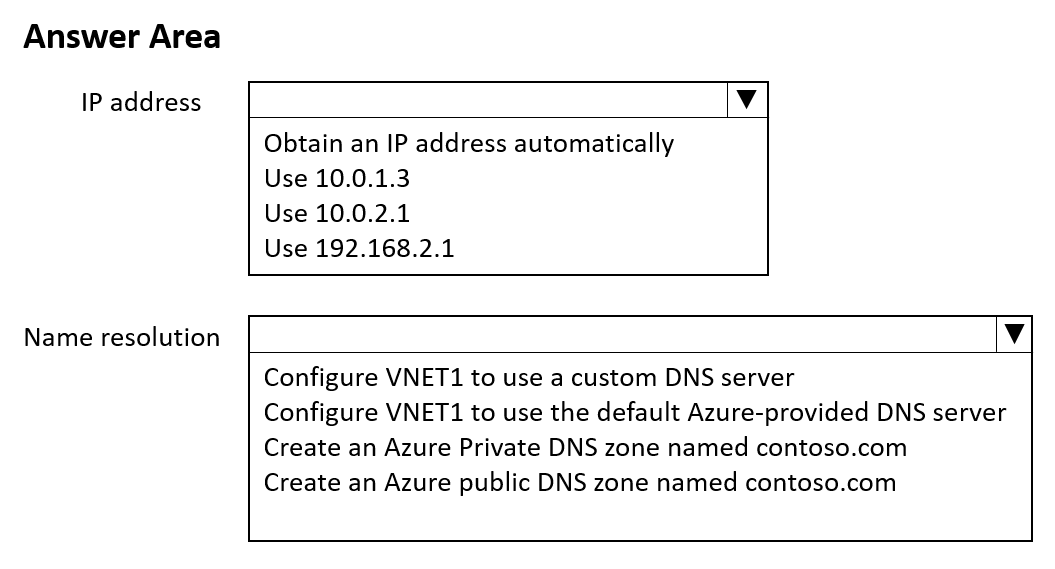 Answer Area
IP address
Obtain an IP address automatically
Use 10.0.1.3
Use 10.0.2.1
Use 192.168.2.1
Name resolution
Configure VNET1 to use a custom DNS server
Configure VNET1 to use the default Azure-provided DNS server
Create an Azure Private DNS zone named contoso.com
Create an Azure public DNS zone named contoso.com